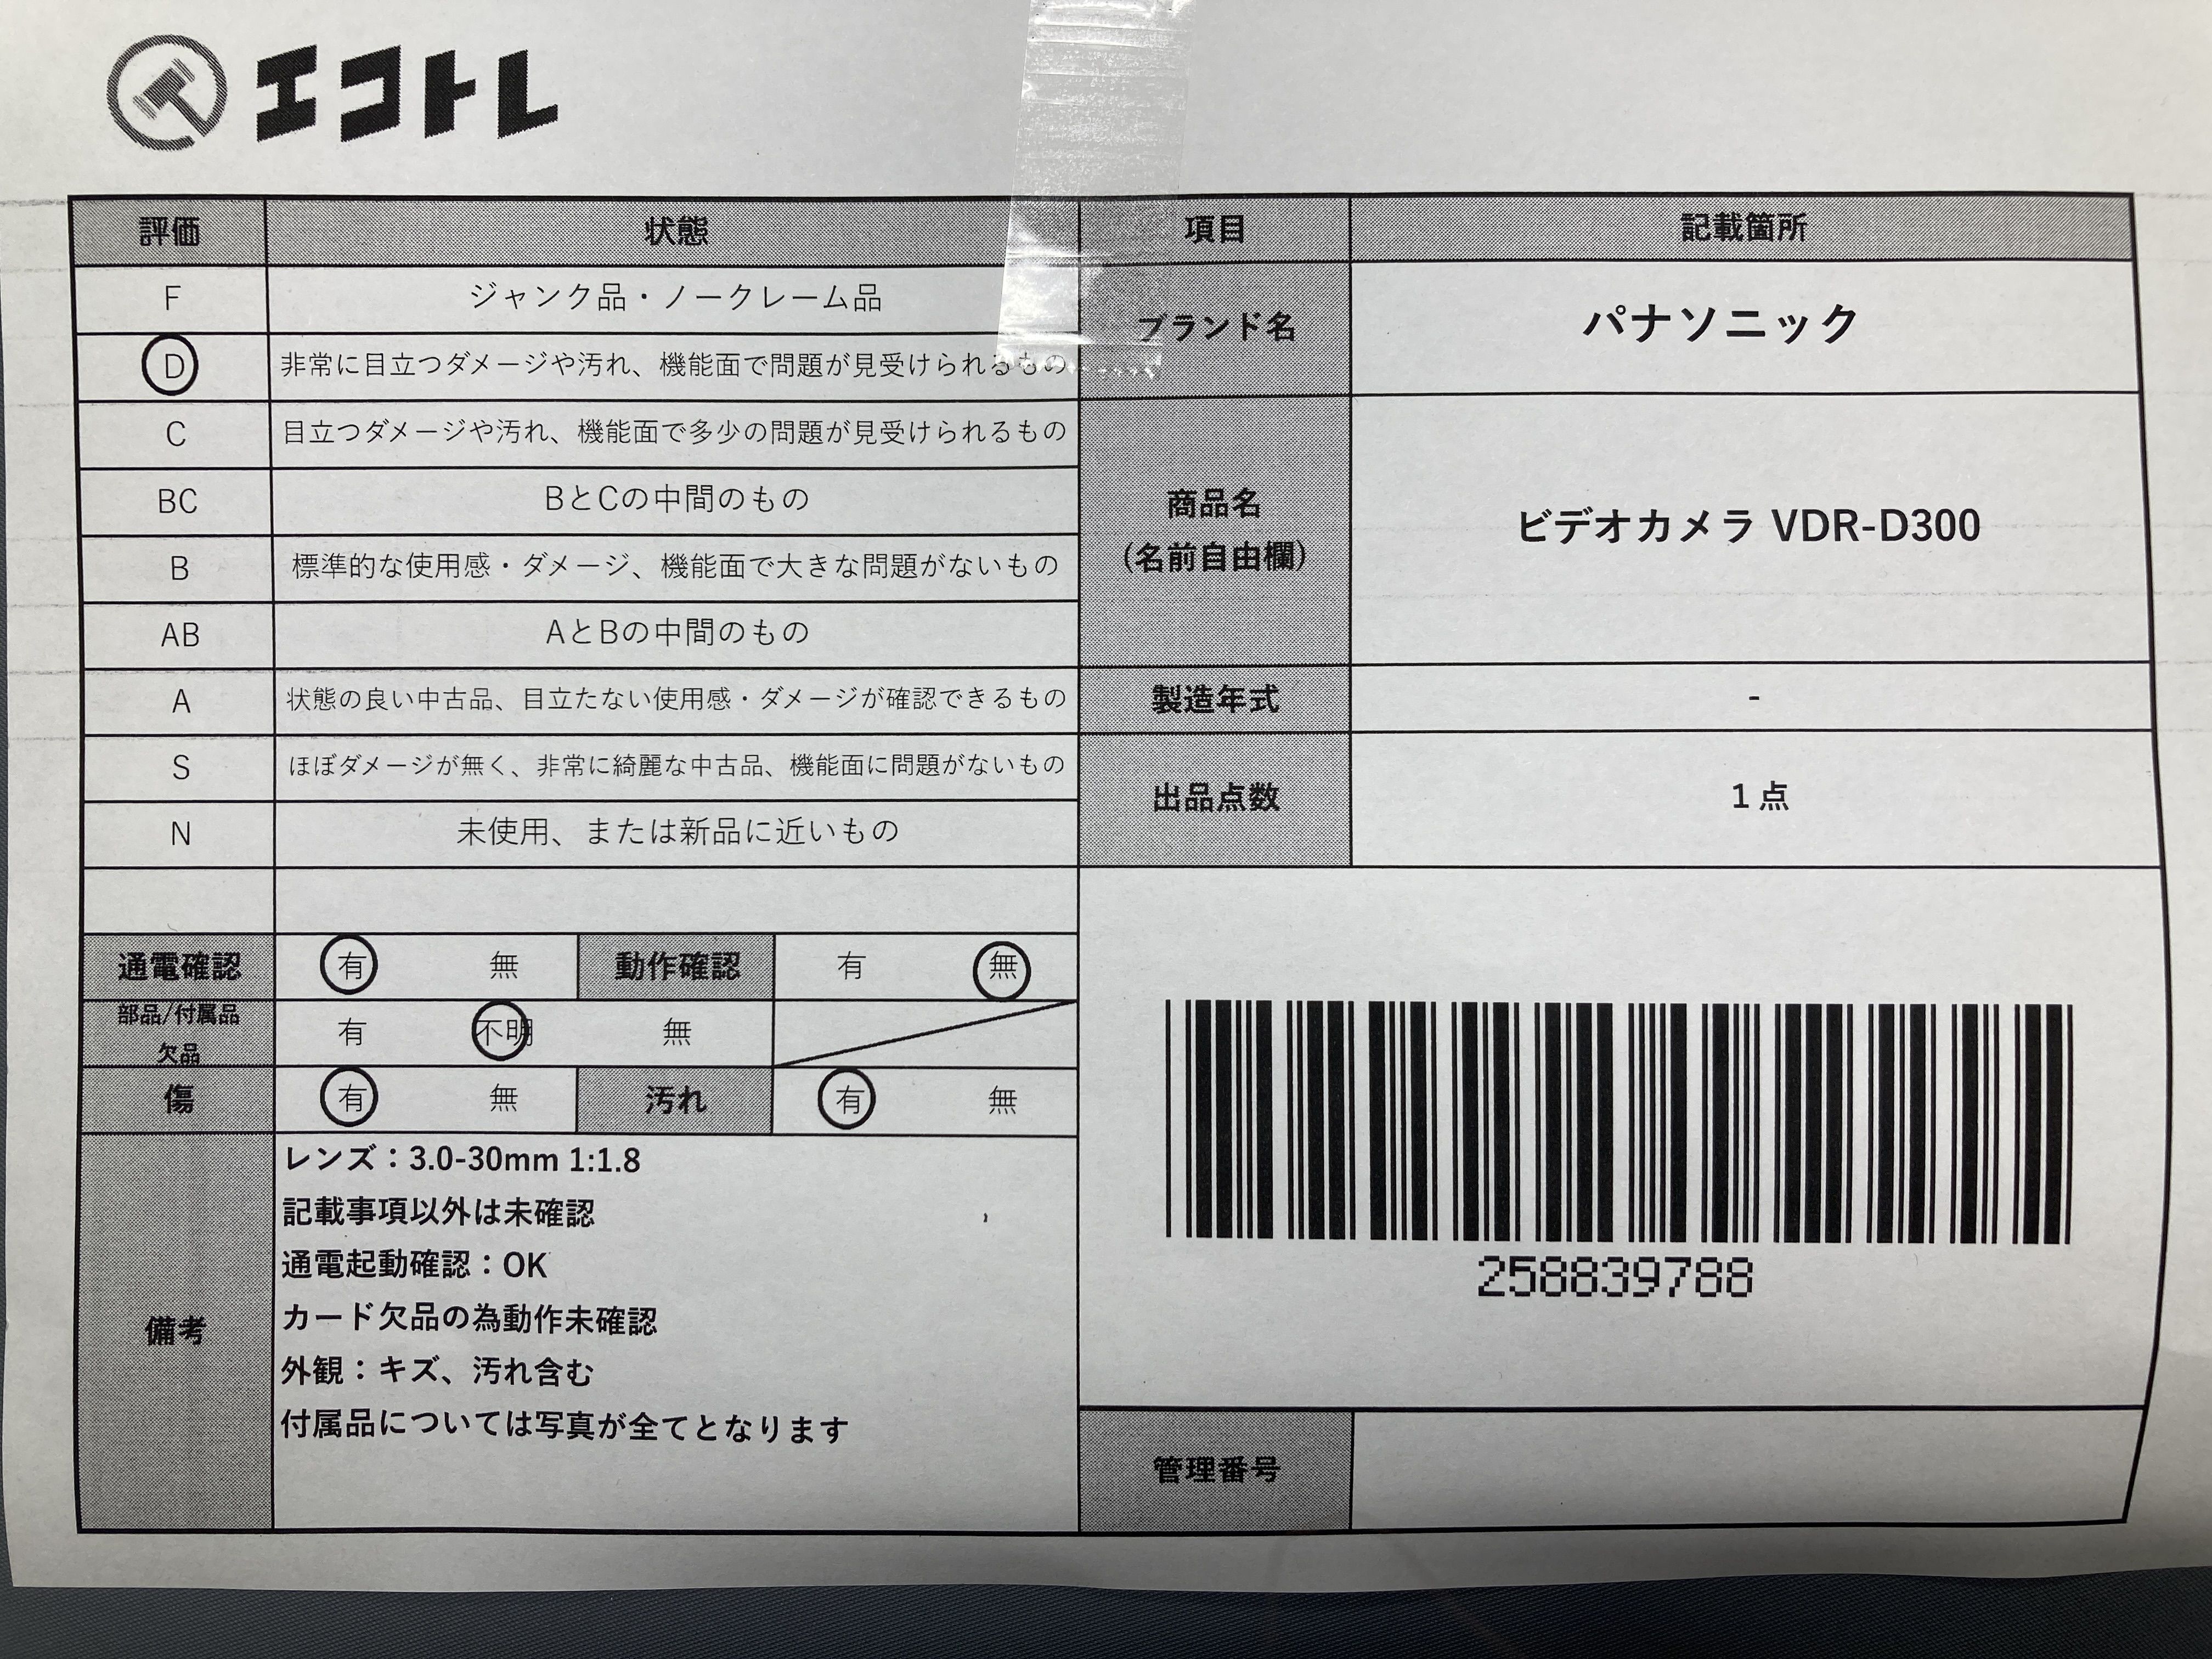 エコトレ
評価 状態 項目 記載箇所
F ジャンク品・ノークレーム品
ブランド名 パナソニック
D 非常に目立つダメージや汚れ、機能面で問題が見受けられるもの
C 目立つダメージや汚れ、機能面で多少の問題が見受けられるもの
BC BとCの中間のもの
商品名
(名前自由欄)
ビデオカメラ VDR-D300
B 標準的な使用感・ダメージ、機能面で大きな問題がないもの
AB AとBの中間のもの
A 状態の良い中古品、目立たない使用感・ダメージが確認できるもの
製造年式 -
S ほぼダメージが無く、非常に綺麗な中古品、機能面に問題がないもの
出品点数 1 点
N 未使用、または新品に近いもの
通電確認 有 無 動作確認 有 無
部品/付属品
欠品
有 不明 無
傷 有 無 汚れ 有 無
備考
レンズ：3.0-30mm 1:1.8
記載事項以外は未確認
通電起動確認：OK
カード欠品の為動作未確認
外観：キズ、汚れ含む
付属品については写真が全てとなります
258839788
管理番号